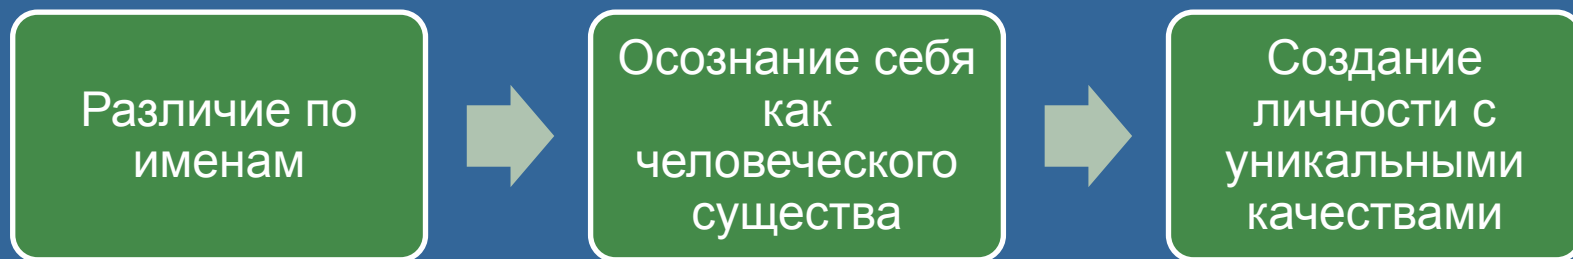 Различие по
именам
Осознание себя
как
человеческого
существа
Создание
личности с
уникальными
качествами